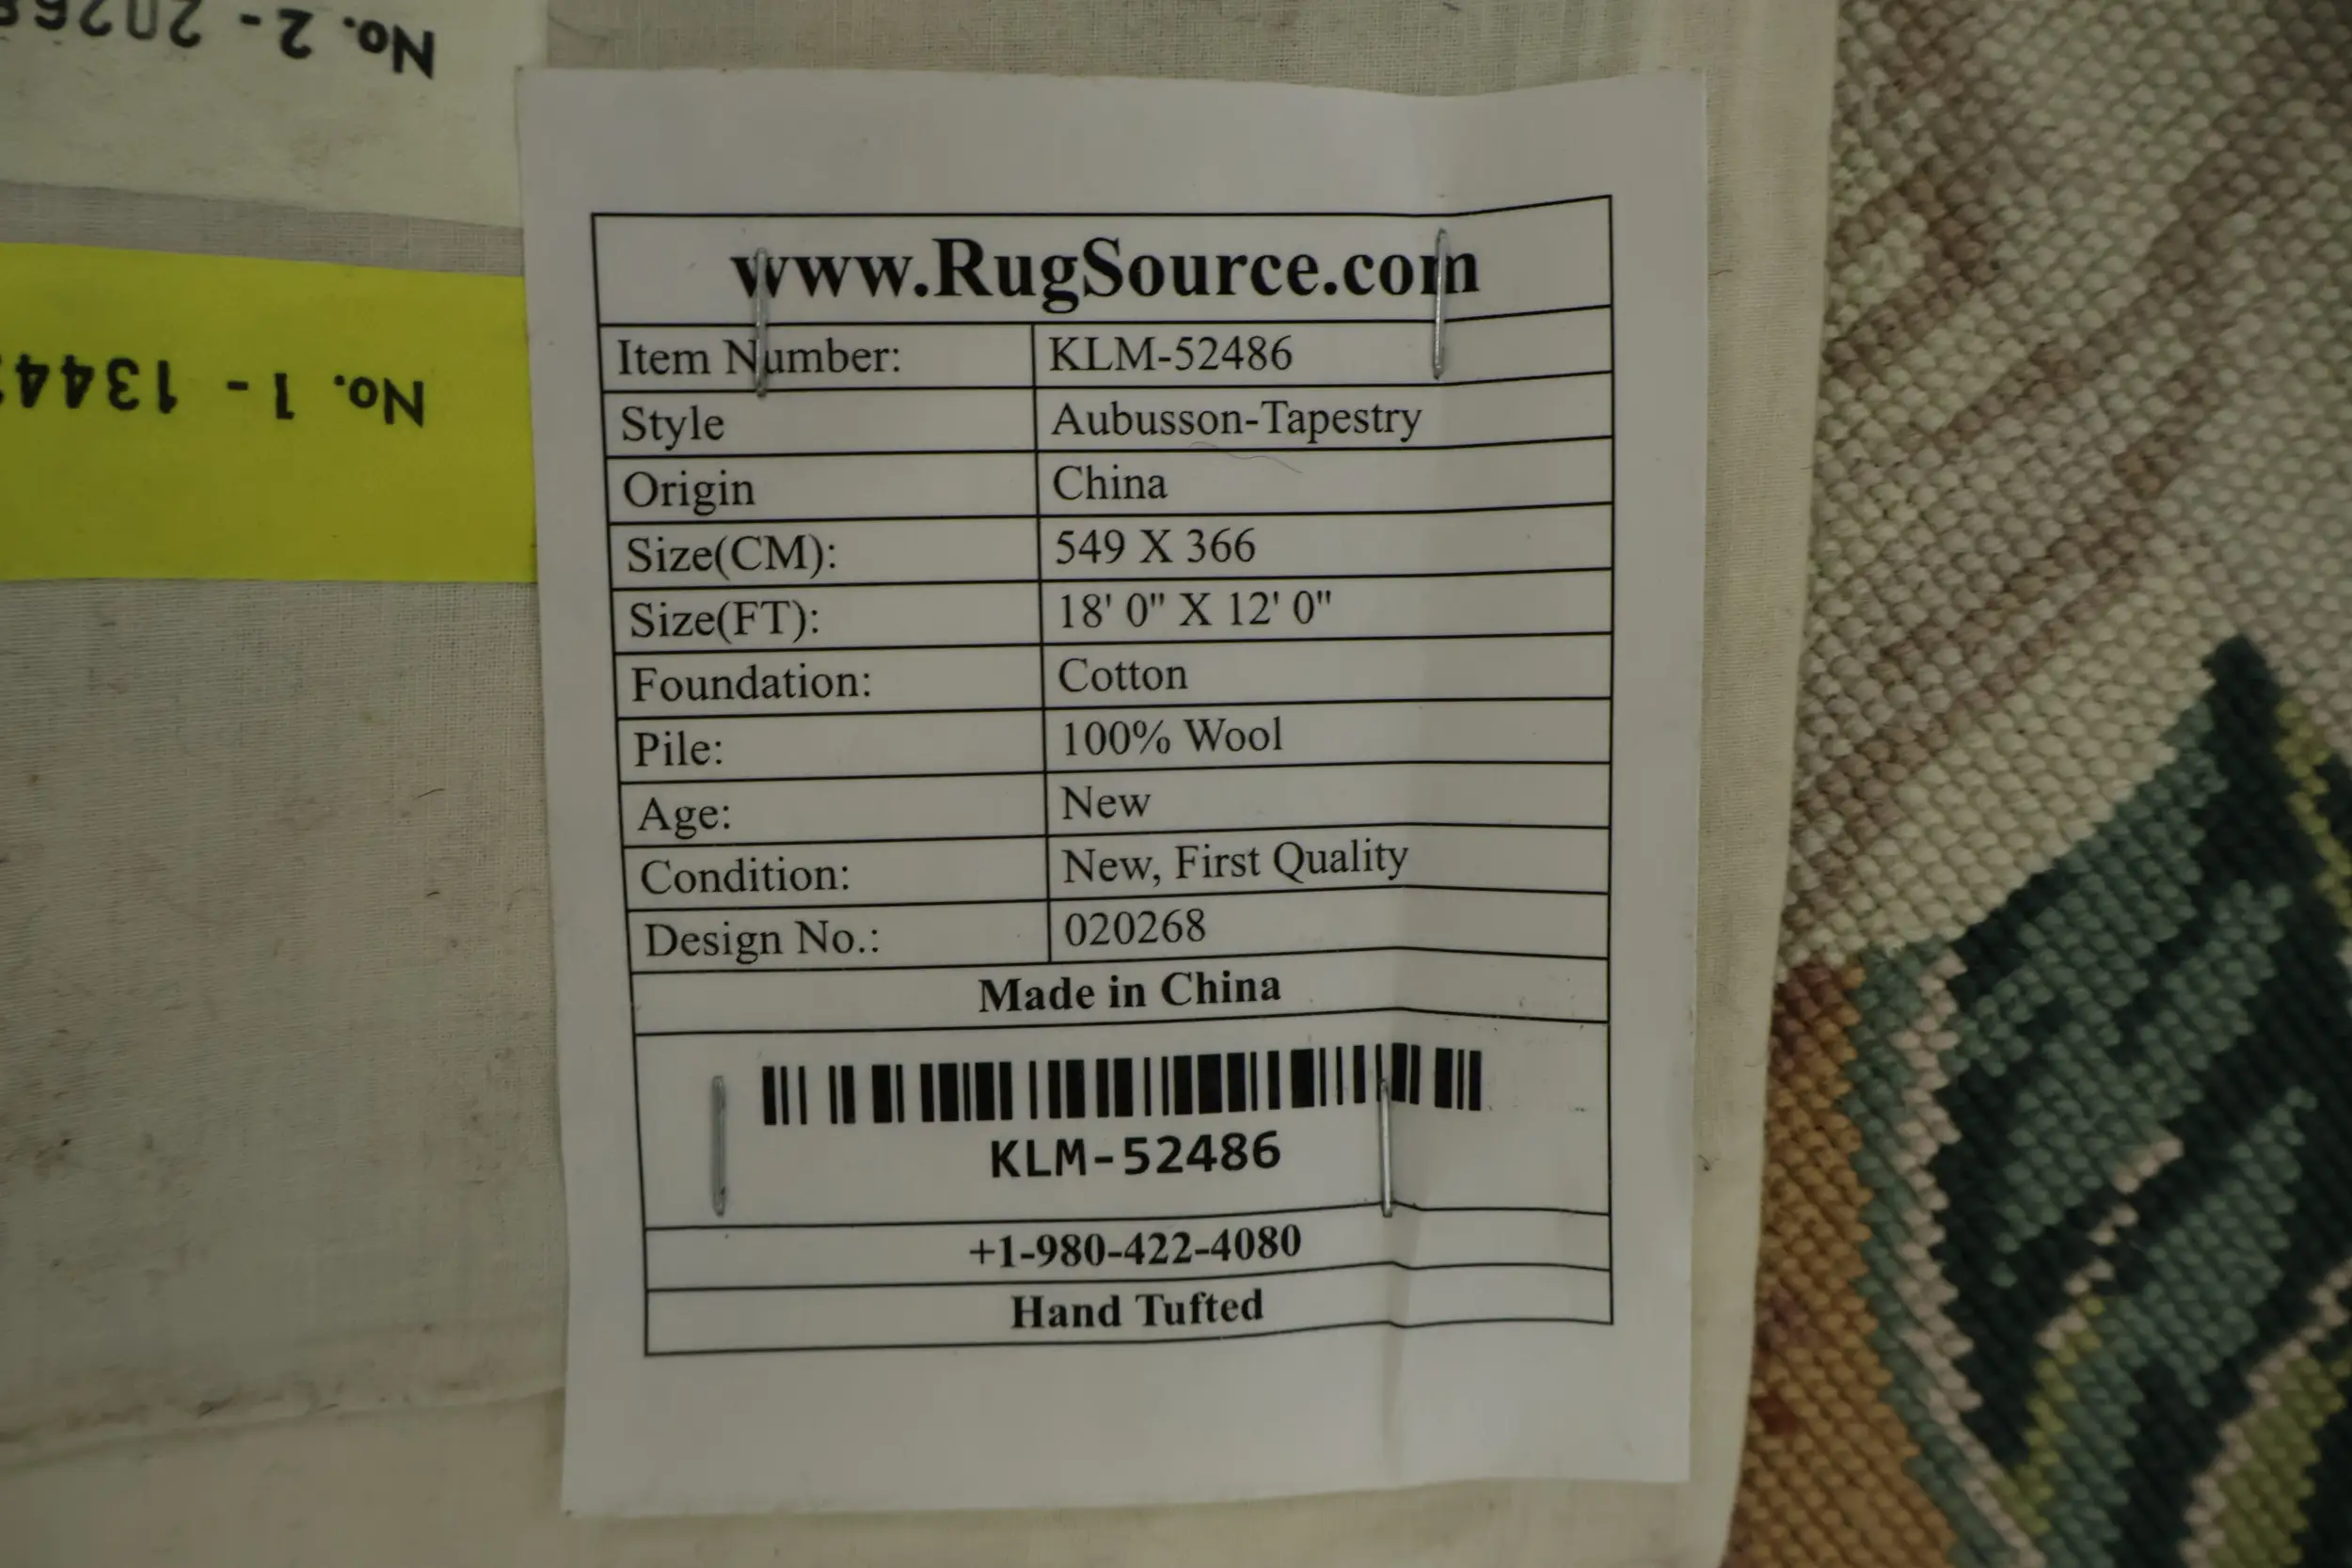 No. 2 - 20268
No. 1 - 1344
www.RugSource.com
Item Number: KLM-52486
Style Aubusson-Tapestry
Origin China
Size(CM): 549 X 366
Size(FT): 18' 0" X 12' 0"
Foundation: Cotton
Pile: 100% Wool
Age: New
Condition: New, First Quality
Design No.: 020268
Made in China
KLM-52486
+1-980-422-4080
Hand Tufted